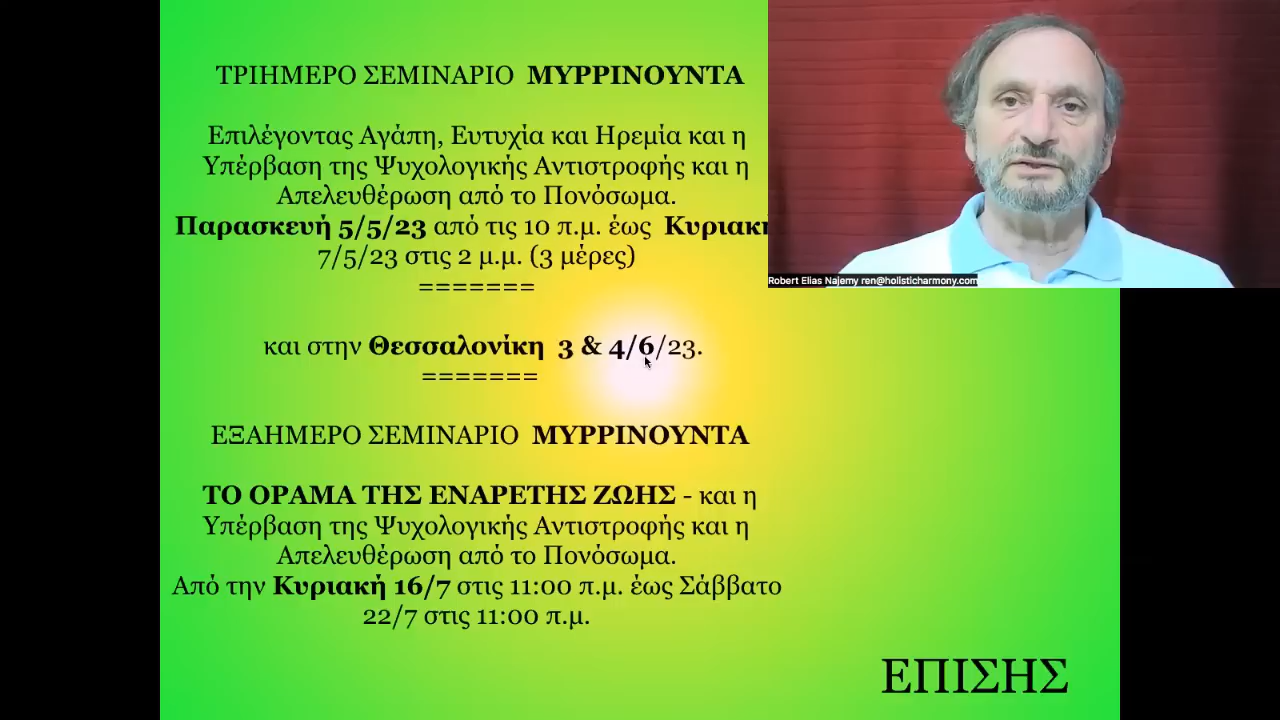 ΤΡΙΗΜΕΡΟ ΣΕΜΙΝΑΡΙΟ ΜΥΡΡΙΝΟΥΝΤΑ
Επιλέγοντας Αγάπη, Ευτυχία και Ηρεμία και η
Υπέρβαση της Ψυχολογικής Αντιστροφής και η
Απελευθέρωση από το Πονόσωμα.
Παρασκευή 5/5/23 από τις 10 π.μ. έως Κυριακή
7/5/23 στις 2 μ.μ. (3 μέρες)
=======
και στην Θεσσαλονίκη 3 & 4/6/23.
=======
ΕΞΑΗΜΕΡΟ ΣΕΜΙΝΑΡΙΟ ΜΥΡΡΙΝΟΥΝΤΑ
ΤΟ ΟΡΑΜΑ ΤΗΣ ΕΝΑΡΕΤΗΣ ΖΩΗΣ - και η
Υπέρβαση της Ψυχολογικής Αντιστροφής και η
Απελευθέρωση από το Πονόσωμα.
Από την Κυριακή 16/7 στις 11:00 π.μ. έως Σάββατο
22/7 στις 11:00 π.μ.
ΕΠΙΣΗΣ
Robert Elias Najemy ren@holisticharmony.com